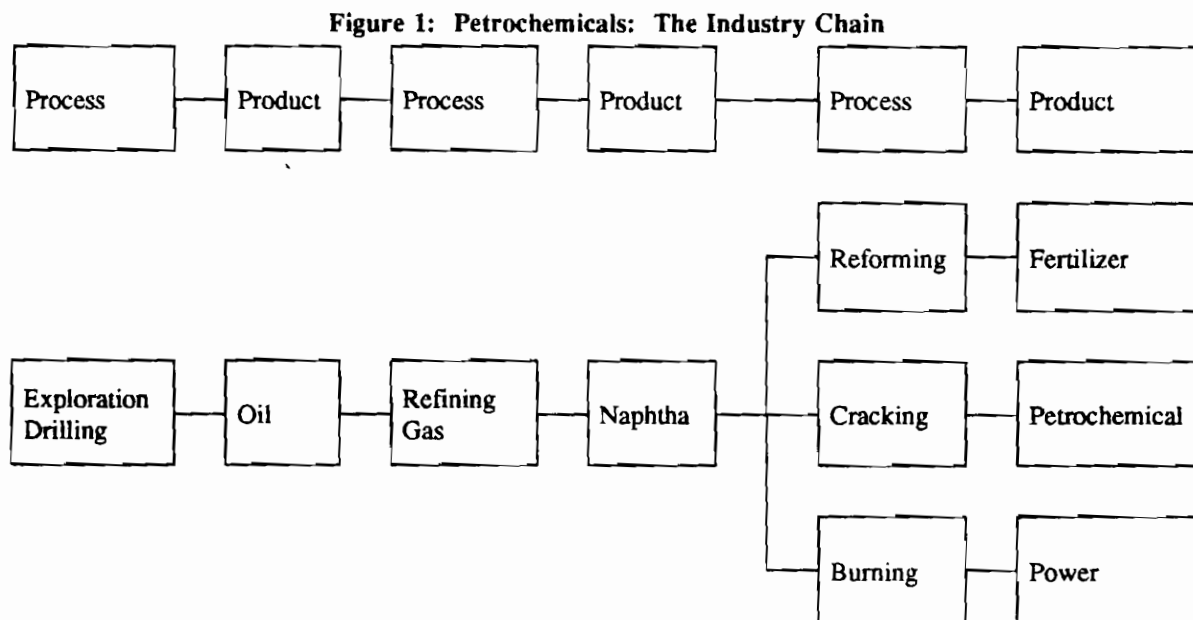 Figure 1: Petrochemicals: The Industry Chain
Process
Product
Process
Product
Process
Product
Reforming
Fertilizer
Exploration
Drilling
Oil
Refining
Gas
Naphtha
Cracking
Petrochemical
Burning
Power